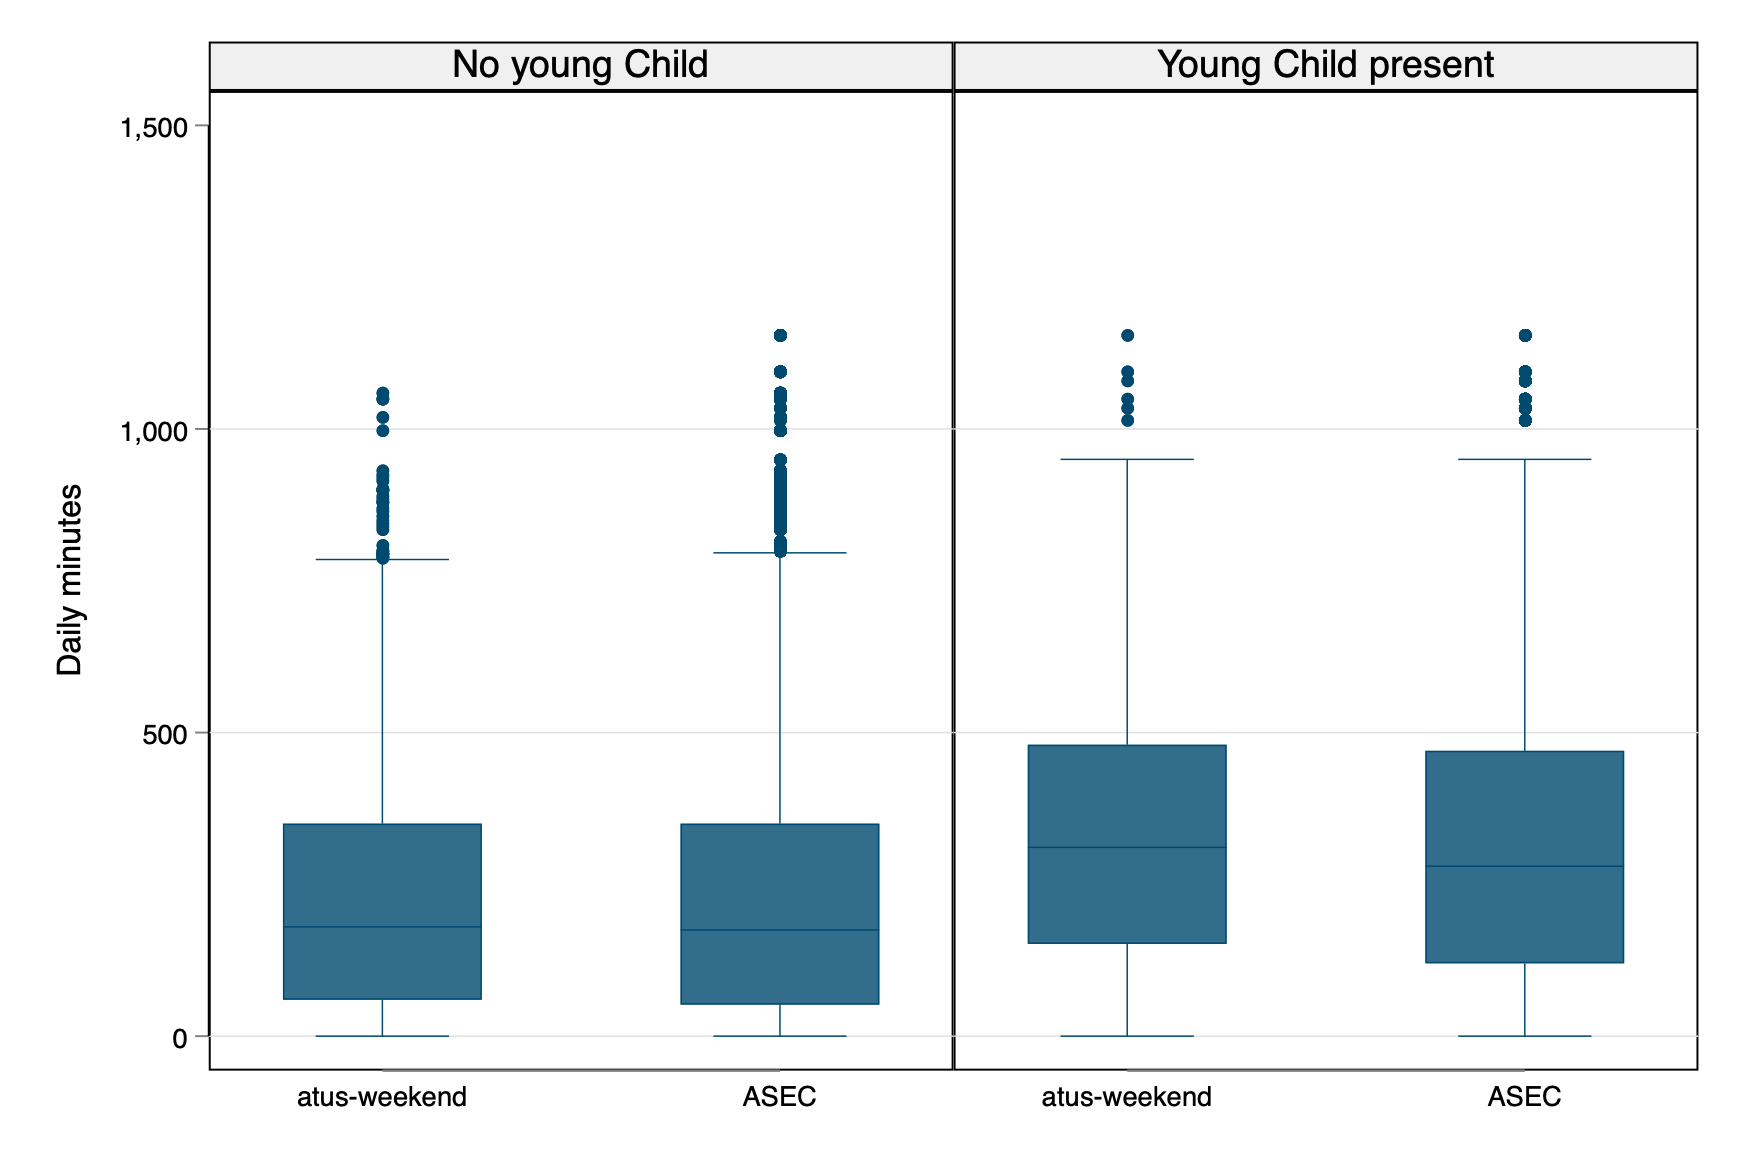 No young Child
Young Child present
1,500
1,000
500
0
Daily minutes
atus-weekend
ASEC
atus-weekend
ASEC